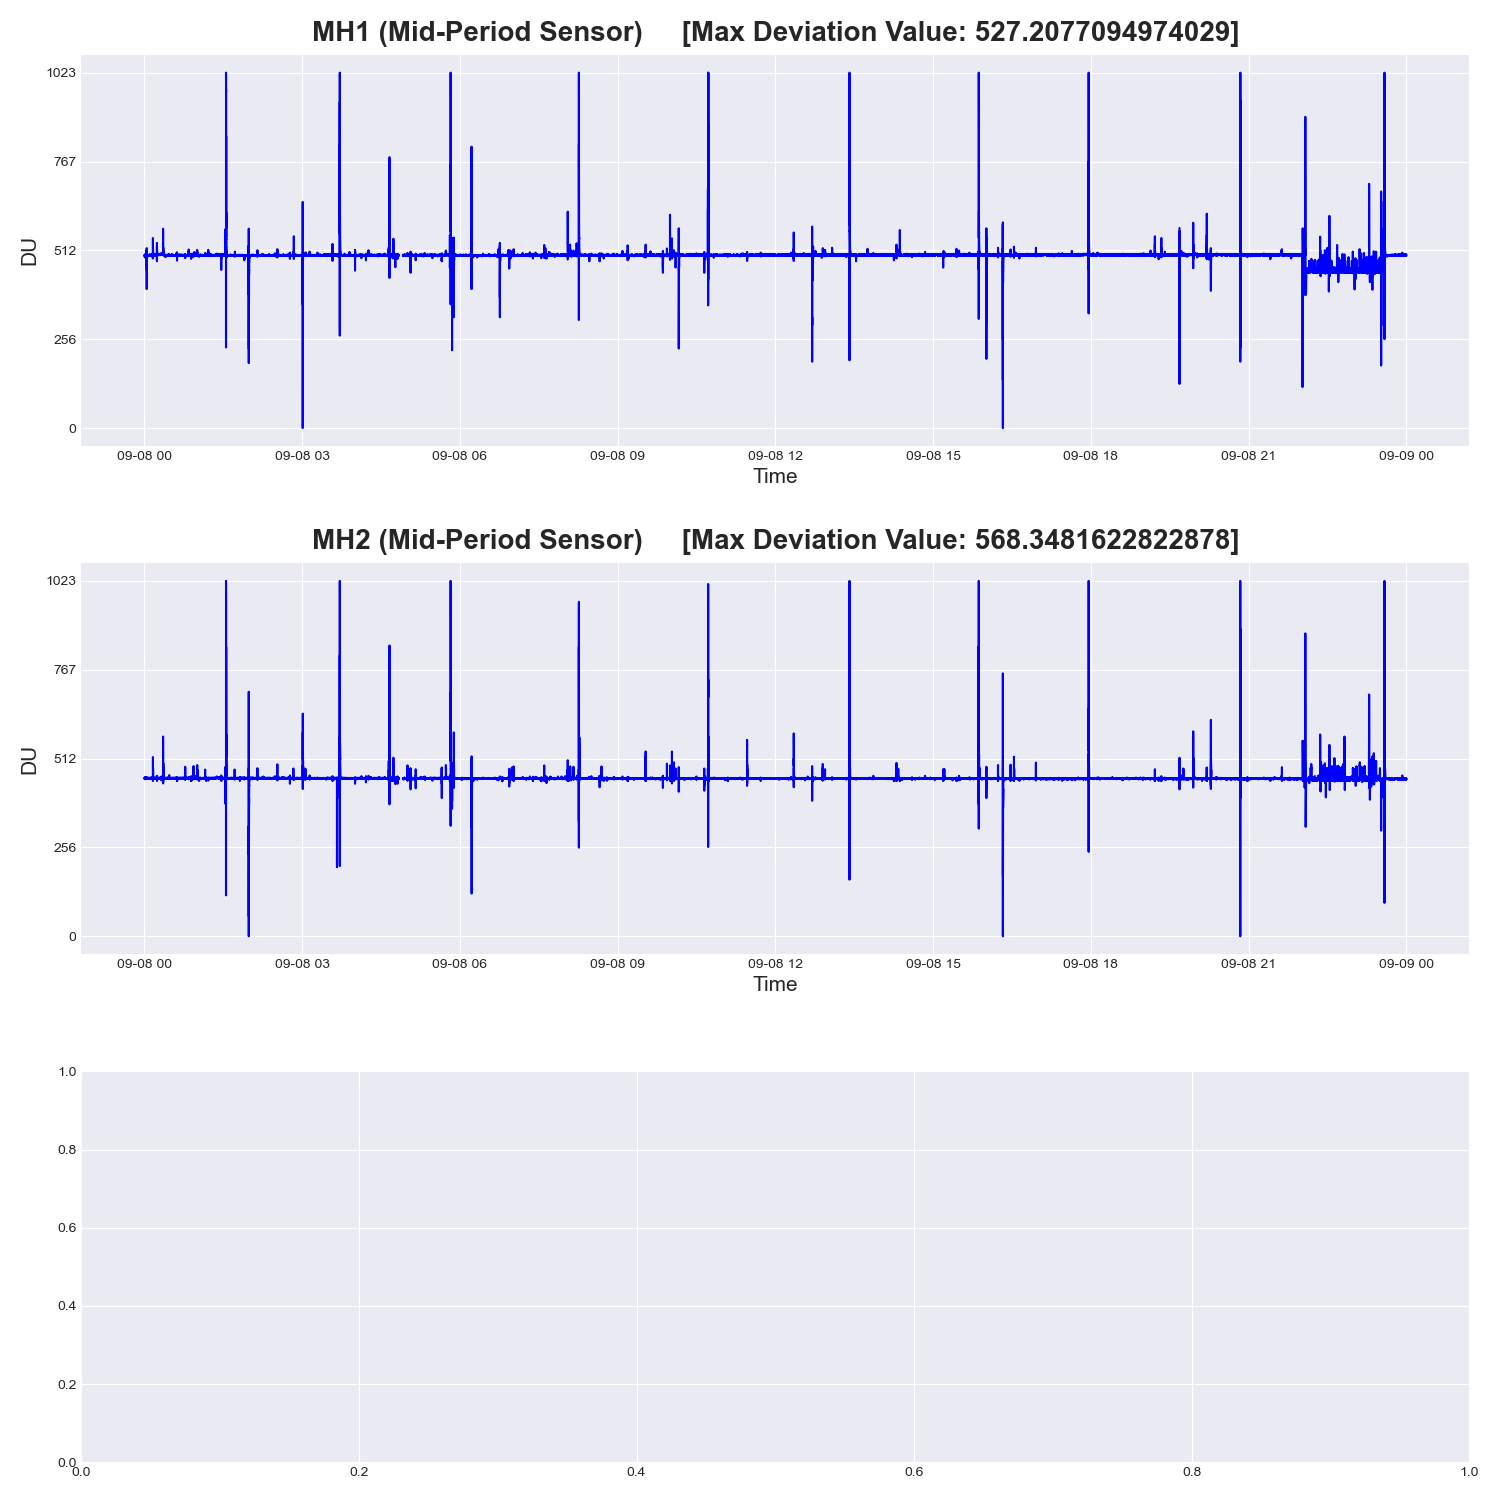 MH1 (Mid-Period Sensor) [Max Deviation Value: 527.2077094974029]
1023
767
512
256
0
DU
09-08 00 09-08 03 09-08 06 09-08 09 09-08 12 09-08 15 09-08 18 09-08 21 09-09 00
Time
MH2 (Mid-Period Sensor) [Max Deviation Value: 568.3481622822878]
1023
767
512
256
0
DU
09-08 00 09-08 03 09-08 06 09-08 09 09-08 12 09-08 15 09-08 18 09-08 21 09-09 00
Time
1.0
0.8
0.6
0.4
0.2
0.0
0.0 0.2 0.4 0.6 0.8 1.0